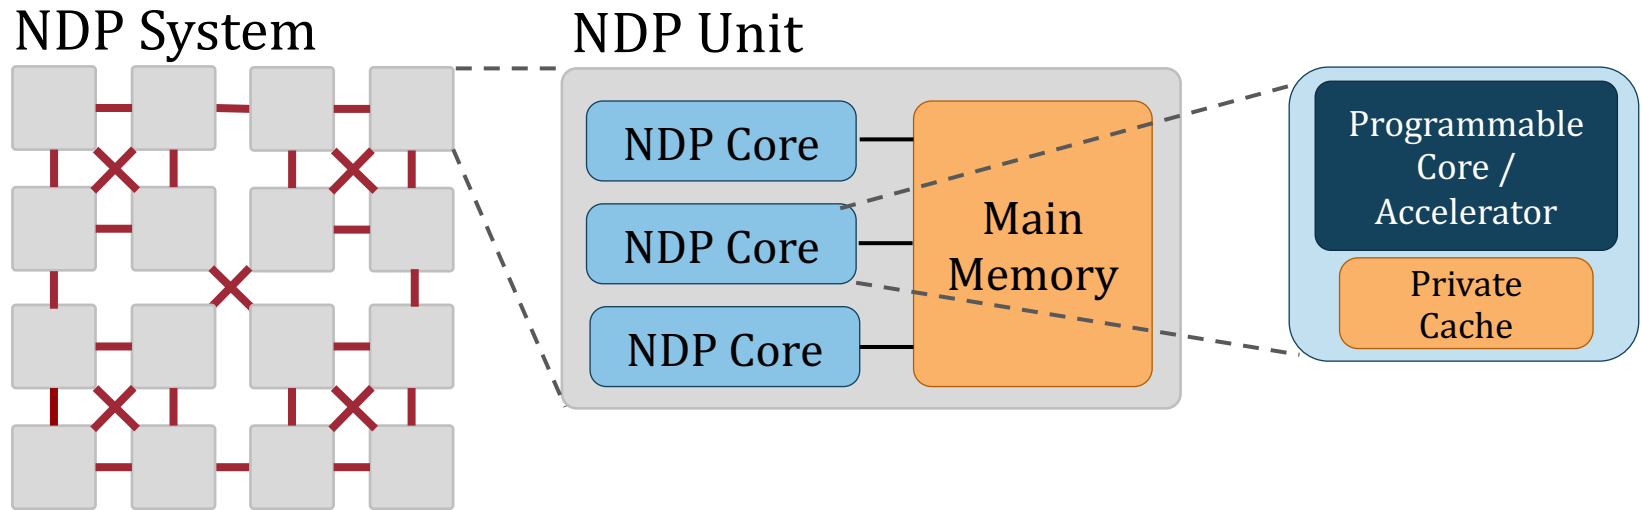 NDP System
NDP Unit
NDP Core
NDP Core
NDP Core
Main
Memory
Programmable
Core /
Accelerator
Private
Cache